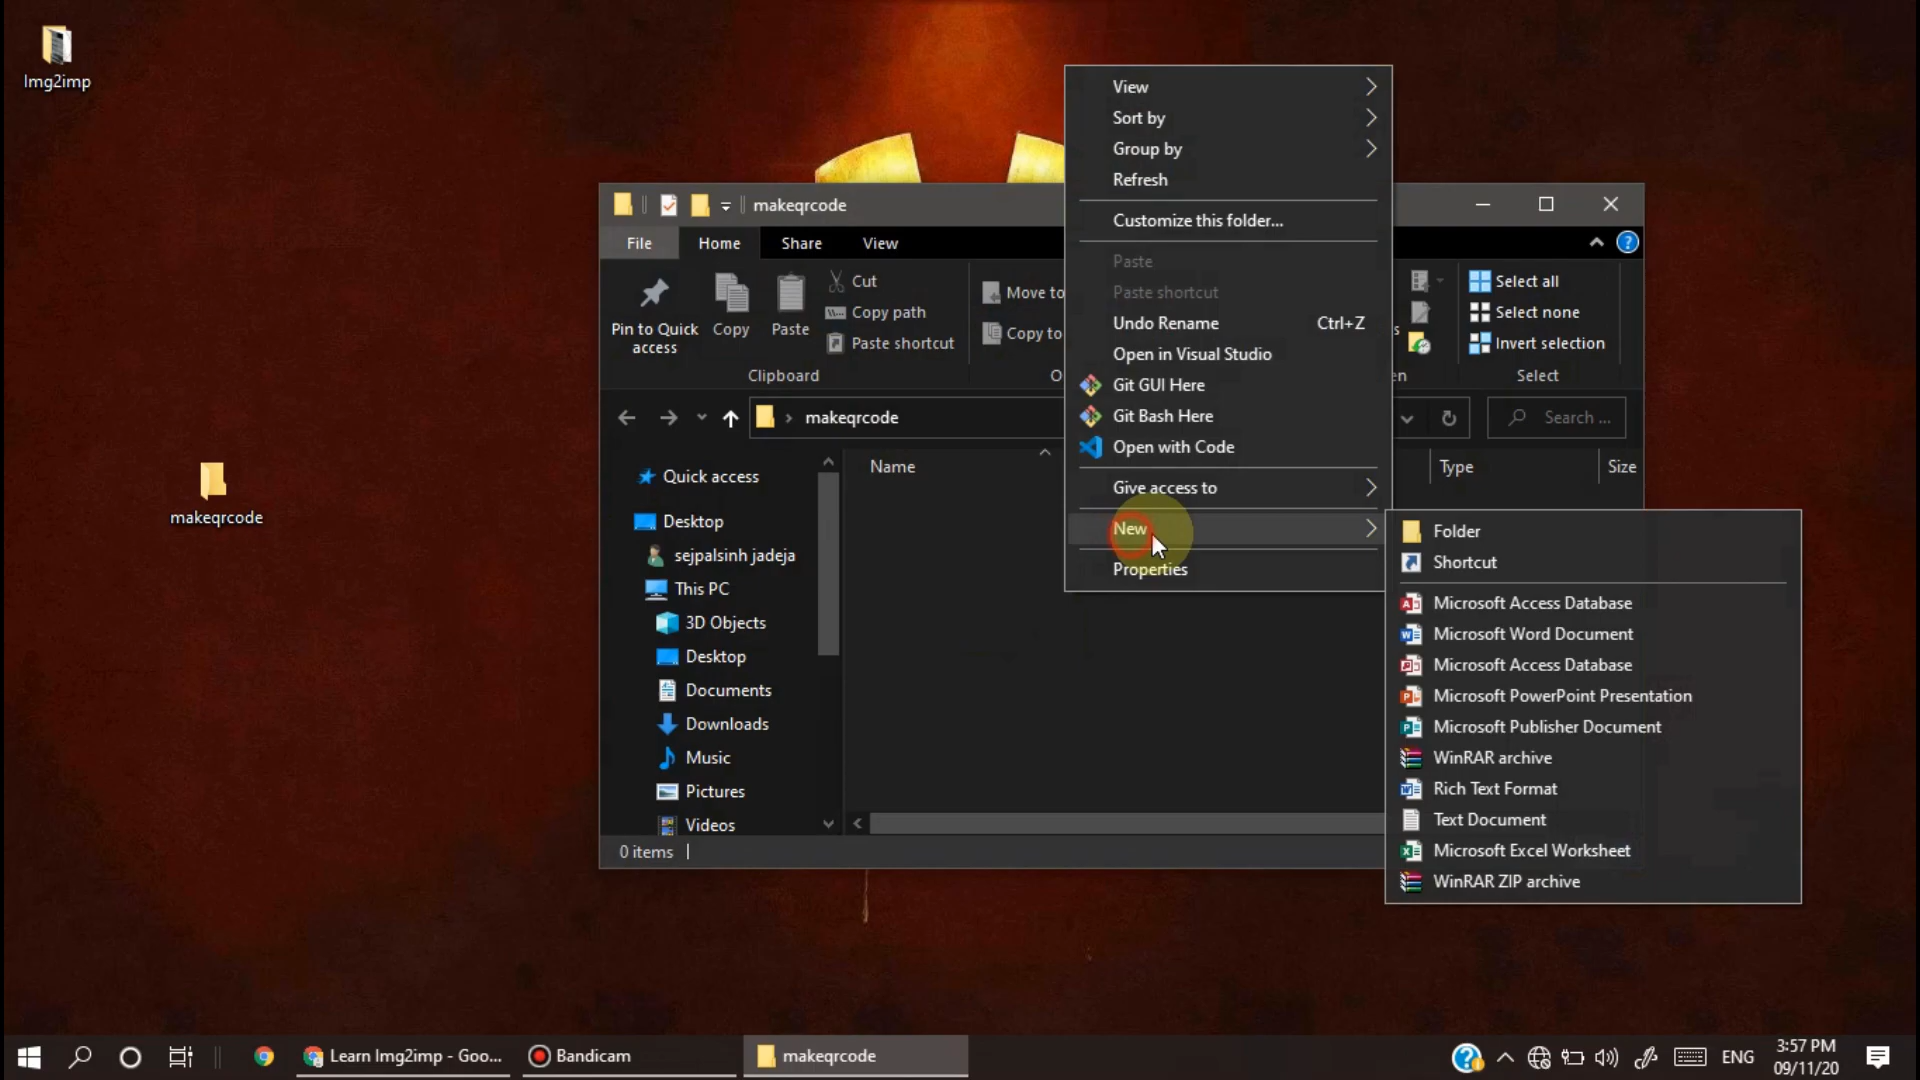 Img2imp
makeqrcode
makeqrcode
File
Home
Share
View
Pin to Quick access
Copy
Paste
Cut
Copy path
Paste shortcut
Move to
Copy to
Clipboard
O
en
s
Select all
Select none
Invert selection
Select
makeqrcode
Search ...
Quick access
Desktop
sejpalsinh jadeja
This PC
3D Objects
Desktop
Documents
Downloads
Music
Pictures
Videos
Name
Type
Size
0 items
View
Sort by
Group by
Refresh
Customize this folder...
Paste
Paste shortcut
Undo Rename Ctrl+Z
Open in Visual Studio
Git GUI Here
Git Bash Here
Open with Code
Give access to
New
Properties
Folder
Shortcut
Microsoft Access Database
Microsoft Word Document
Microsoft Access Database
Microsoft PowerPoint Presentation
Microsoft Publisher Document
WinRAR archive
Rich Text Format
Text Document
Microsoft Excel Worksheet
WinRAR ZIP archive
Learn Img2imp - Goo...
Bandicam
makeqrcode
ENG
3:57 PM
09/11/20